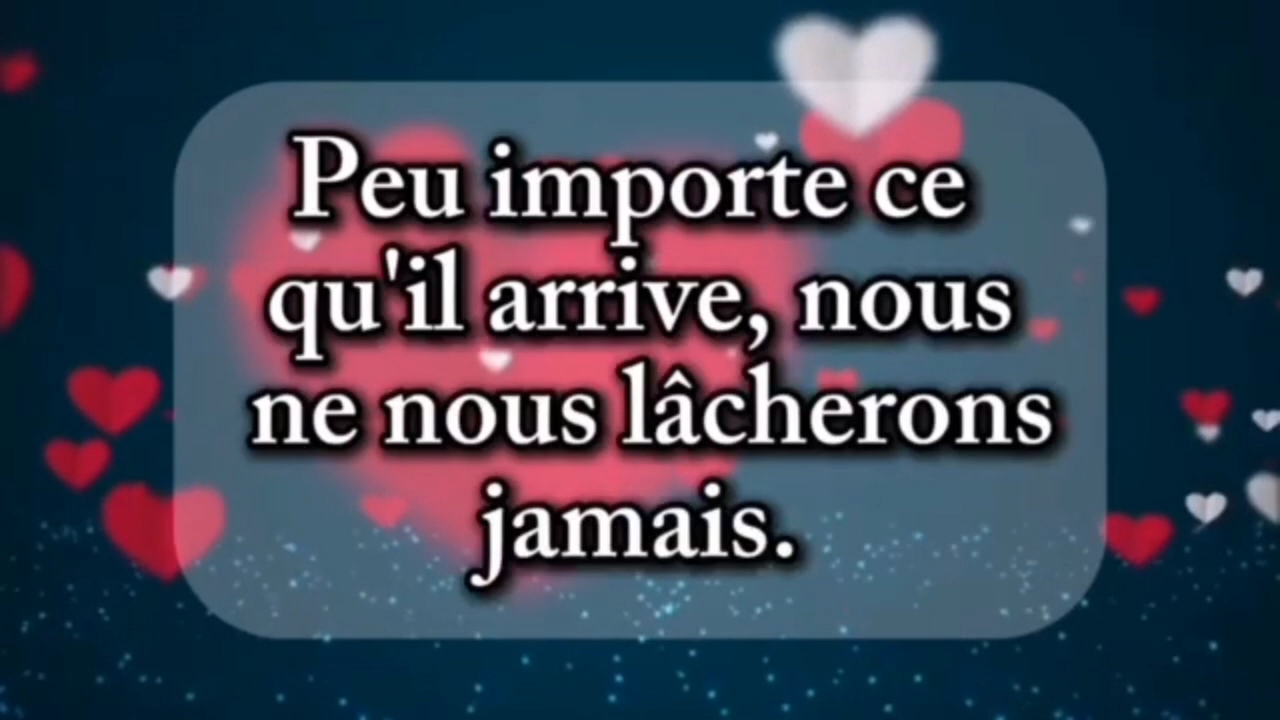 Peu importe ce
qu'il arrive, nous
ne nous lâcherons
jamais.